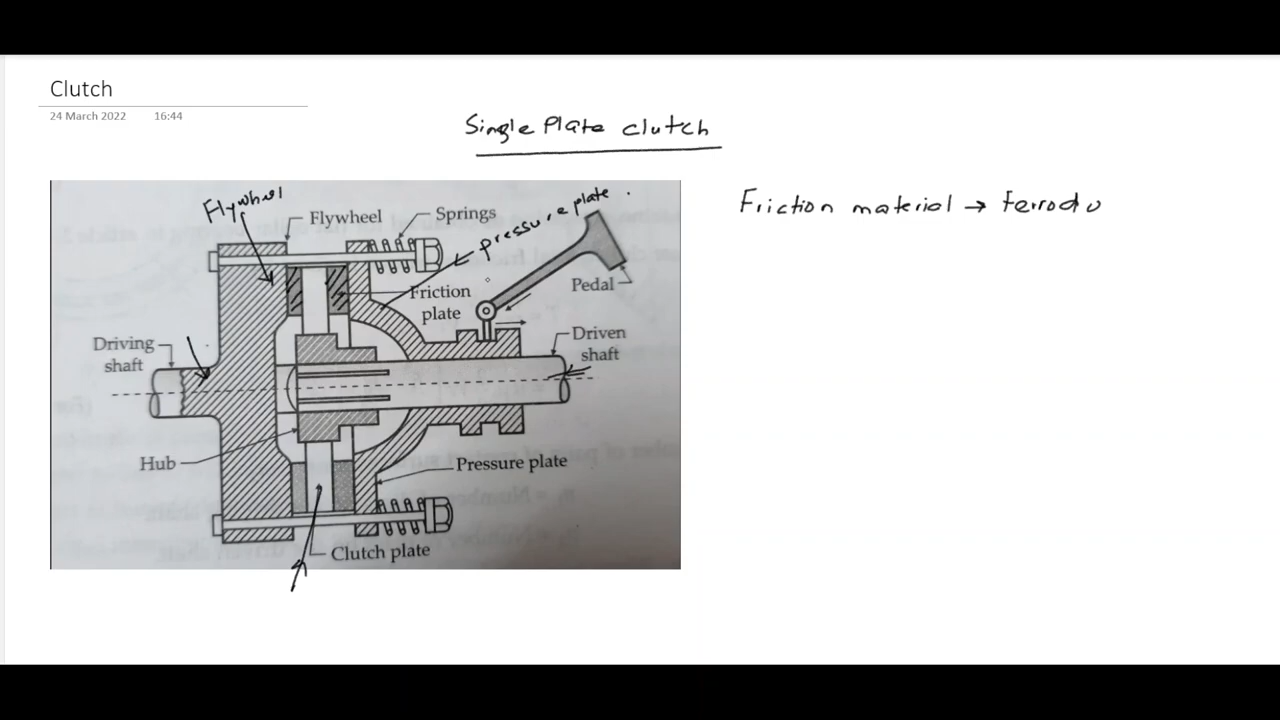 Clutch
24 March 2022 16:44
Single Plate clutch
Friction material → ferrodo
Flywheel
pressure plate
Flywheel
Springs
Friction
plate
Pedal
Driving
shaft
Driven
shaft
Hub
Pressure plate
Clutch plate